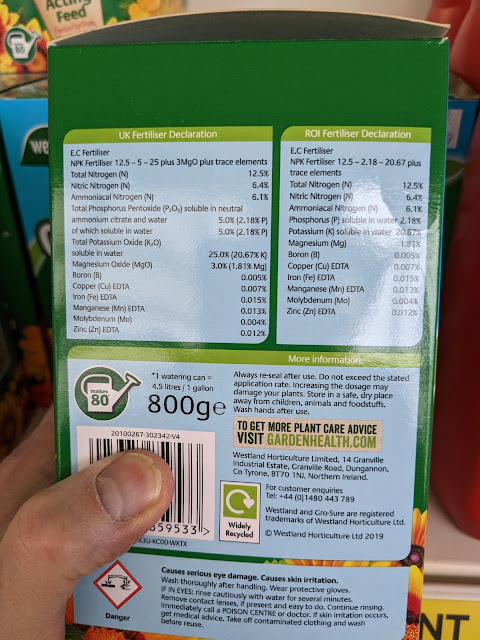 Acting
Feed
makes
80
we
UK Fertiliser Declaration
E.C Fertiliser
NPK Fertiliser 12.5 – 5 – 25 plus 3MgO plus trace elements
Total Nitrogen (N) 12.5%
Nitric Nitrogen (N) 6.4%
Ammoniacal Nitrogen (N) 6.1%
Total Phosphorus Pentoxide (P₂O₅) soluble in neutral
ammonium citrate and water 5.0% (2.18% P)
of which soluble in water 5.0% (2.18% P)
Total Potassium Oxide (K₂O)
soluble in water 25.0% (20.67% K)
Magnesium Oxide (MgO) 3.0% (1.81% Mg)
Boron (B) 0.005%
Copper (Cu) EDTA 0.007%
Iron (Fe) EDTA 0.015%
Manganese (Mn) EDTA 0.013%
Molybdenum (Mo) 0.004%
Zinc (Zn) EDTA 0.012%
ROI Fertiliser Declaration
E.C Fertiliser
NPK Fertiliser 12.5 – 2.18 – 20.67 plus
trace elements
Total Nitrogen (N) 12.5%
Nitric Nitrogen (N) 6.4%
Ammoniacal Nitrogen (N) 6.1%
Phosphorus (P) soluble in water 2.18%
Potassium (K) soluble in water 20.67%
Magnesium (Mg) 1.81%
Boron (B) 0.005%
Copper (Cu) EDTA 0.007%
Iron (Fe) EDTA 0.015%
Manganese (Mn) EDTA 0.013%
Molybdenum (Mo) 0.004%
Zinc (Zn) EDTA 0.012%
More information:
makes
80*
*1 watering can =
4.5 litres / 1 gallon
800g℮
Always re-seal after use. Do not exceed the stated
application rate. Increasing the dosage may
damage your plants. Store in a safe, dry place
away from children, animals and foodstuffs.
Wash hands after use.
TO GET MORE PLANT CARE ADVICE
VISIT GARDENHEALTH.COM
20100267-302342-V4
59533
Westland Horticulture Limited, 14 Granville
Industrial Estate, Granville Road, Dungannon,
Co Tyrone, BT70 1NJ, Northern Ireland.
Widely
Recycled
For customer enquiries
Tel: +44 (0)1480 443 789
Westland and Gro-Sure are registered
trademarks of Westland Horticulture Ltd.
© Westland Horticulture Ltd 2019
Danger
Causes serious eye damage. Causes skin irritation.
Wash thoroughly after handling. Wear protective gloves.
IF IN EYES: rinse cautiously with water for several minutes.
Remove contact lenses, if present and easy to do. Continue rinsing.
Immediately call a POISON CENTRE or doctor. If skin irritation occurs,
get medical advice. Take off contaminated clothing and wash
before reuse.
NT